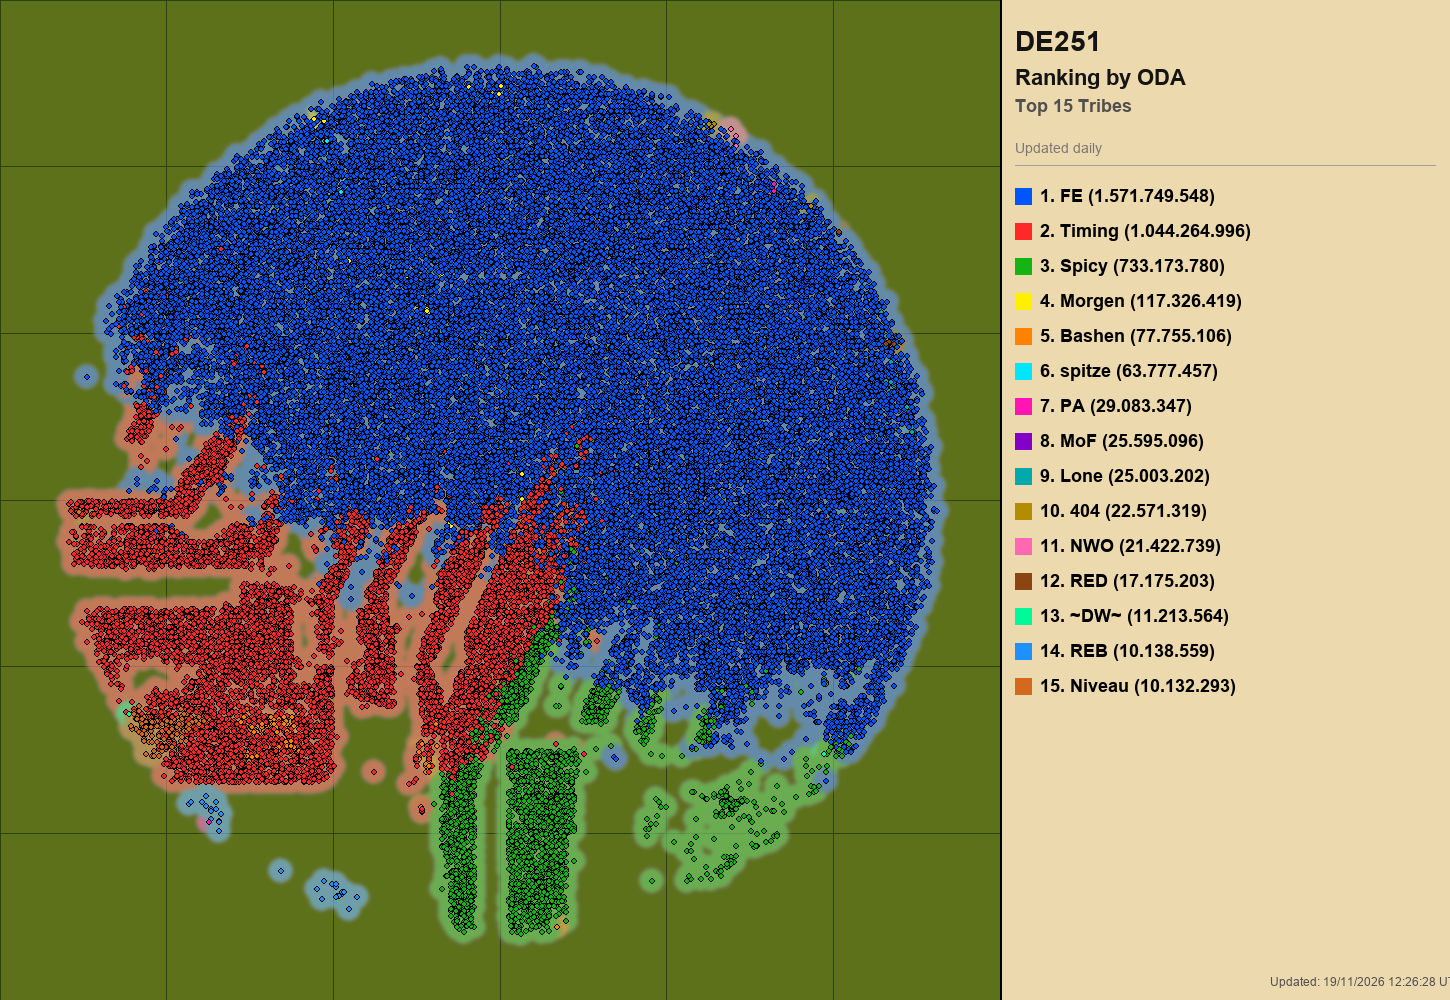 DE251
Ranking by ODA
Top 15 Tribes
Updated daily
1. FE (1.571.749.548)
2. Timing (1.044.264.996)
3. Spicy (733.173.780)
4. Morgen (117.326.419)
5. Bashen (77.755.106)
6. spitze (63.777.457)
7. PA (29.083.347)
8. MoF (25.595.096)
9. Lone (25.003.202)
10. 404 (22.571.319)
11. NWO (21.422.739)
12. RED (17.175.203)
13. ~DW~ (11.213.564)
14. REB (10.138.559)
15. Niveau (10.132.293)
Updated: 19/11/2026 12:26:28 U